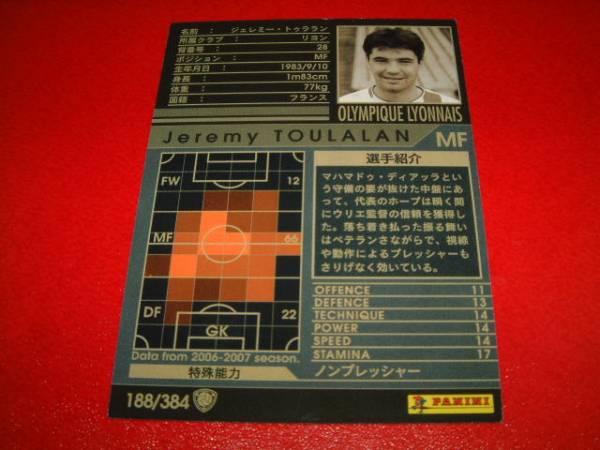 名前 : ジェレミー・トゥララン
所属クラブ : リヨン
背番号 : 28
ポジション : MF
生年月日 : 1983/9/10
身長 : 1m83cm
体重 : 77kg
国籍 : フランス
OLYMPIQUE LYONNAIS
Jeremy TOULALAN MF
FW 12
MF 66
DF 22
GK
Data from 2006-2007 season.
選手紹介
マハマドゥ・ディアッラとい
う守備の要が抜けた中盤にあ
って、代表のホープは瞬く間
にウリエ監督の信頼を獲得し
た。落ち着き払った振る舞い
はベテランさながらで、視線
や動作によるプレッシャーも
さりげなく効いている。
OFFENCE 11
DEFENCE 13
TECHNIQUE 14
POWER 14
SPEED 14
STAMINA 17
特殊能力 ノンプレッシャー
188/384
PANINI